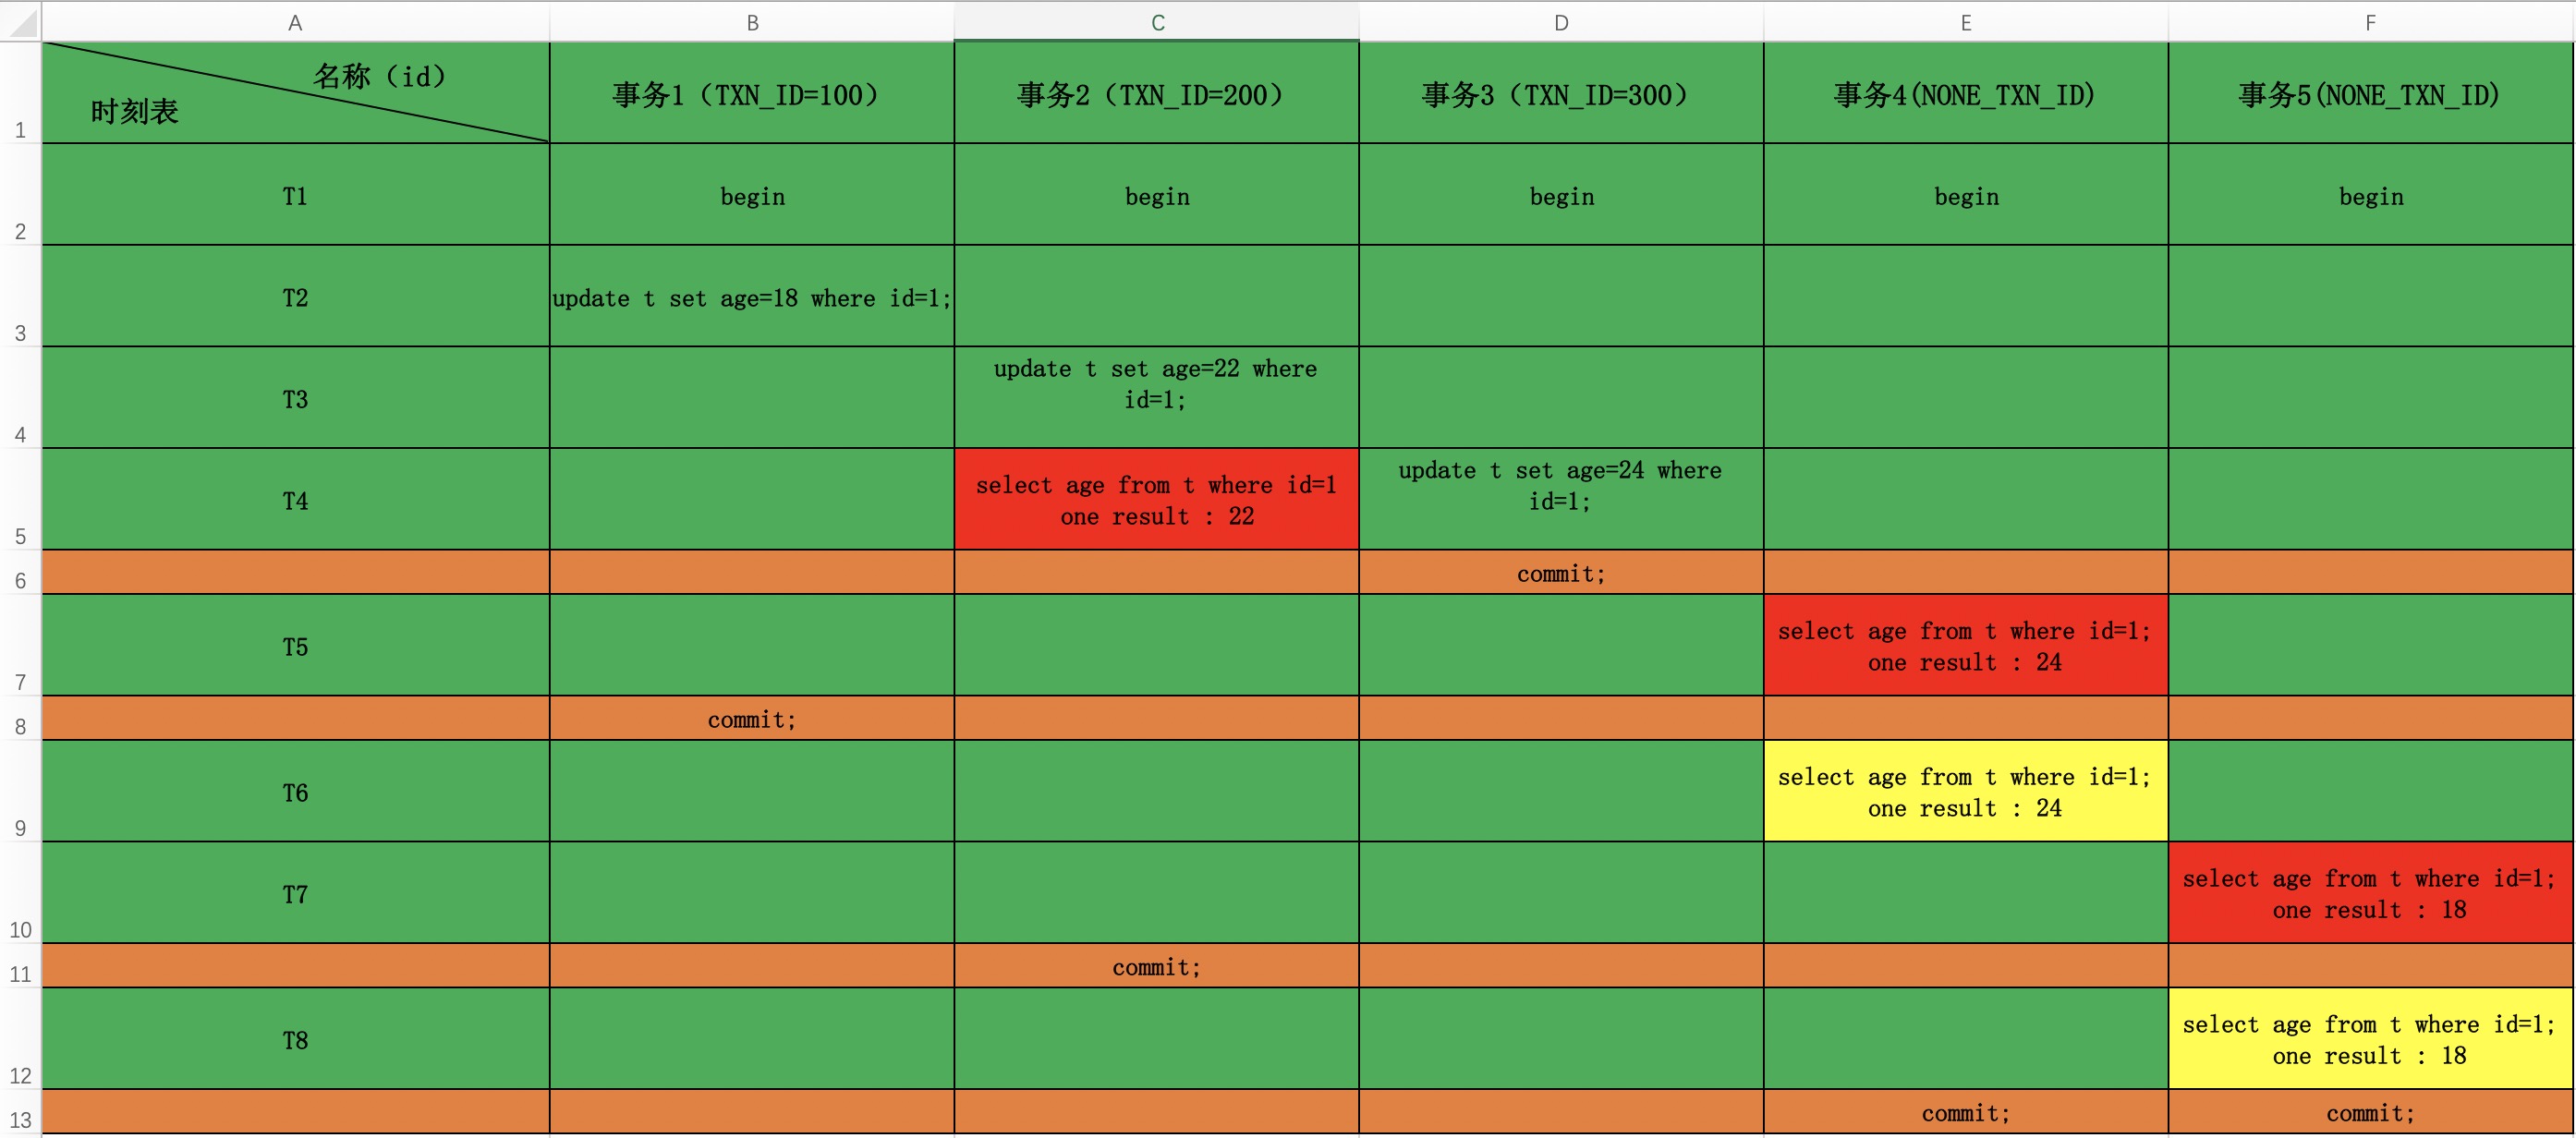 A B C D E F
名称（id）
时刻表
1 事务1（TXN_ID=100） 事务2（TXN_ID=200） 事务3（TXN_ID=300） 事务4(NONE_TXN_ID) 事务5(NONE_TXN_ID)
2 T1 begin begin begin begin begin
3 T2 update t set age=18 where id=1;
4 T3 update t set age=22 where
id=1;
5 T4 select age from t where id=1
one result : 22
update t set age=24 where
id=1;
6 commit;
7 T5 select age from t where id=1;
one result : 24
8 commit;
9 T6 select age from t where id=1;
one result : 24
10 T7 select age from t where id=1;
one result : 18
11 commit;
12 T8 select age from t where id=1;
one result : 18
13 commit; commit;